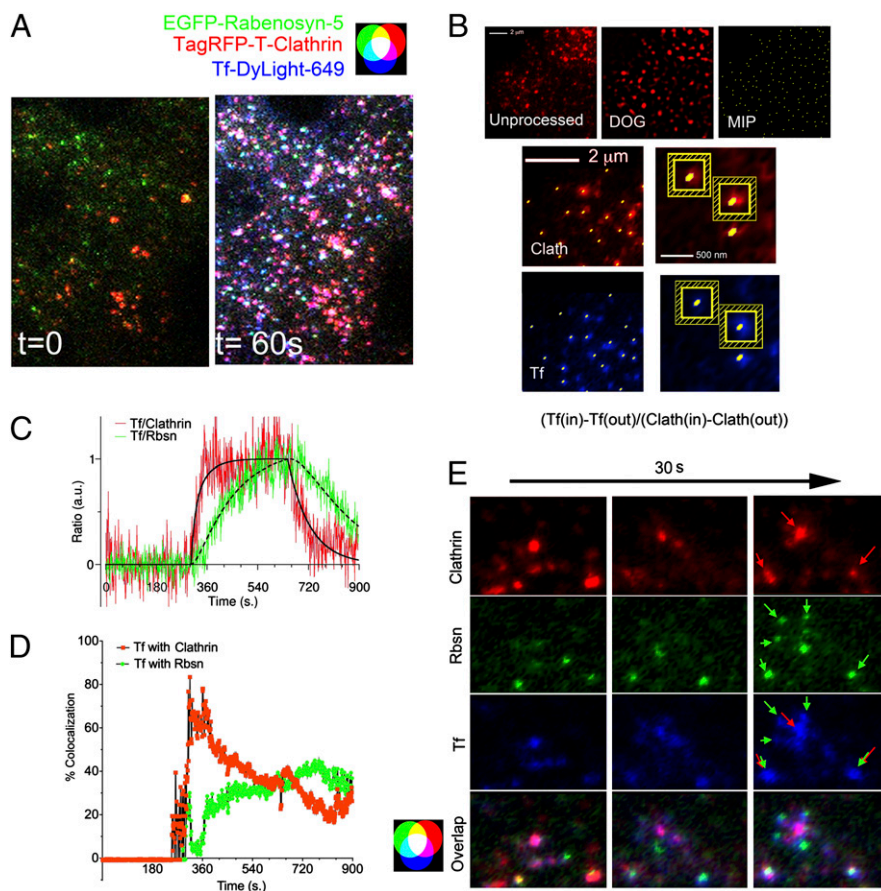 A
EGFP-Rabenosyn-5
TagRFP-T-Clathrin
Tf-DyLight-649
t=0
t= 60s
B
2 µm
Unprocessed
DOG
MIP
2 µm
Clath
500 nm
Tf
(Tf(in)-Tf(out)/(Clath(in)-Clath(out))
C
Tf/Clathrin
Tf/Rbsn
Ratio (a.u.)
1
0
0 180 360 540 720 900
Time (s.)
D
Tf with Clathrin
Tf with Rbsn
% Colocalization
100
80
60
40
20
0
180 360 540 720 900
Time (s.)
E
30 s
Clathrin
Rbsn
Tf
Overlap